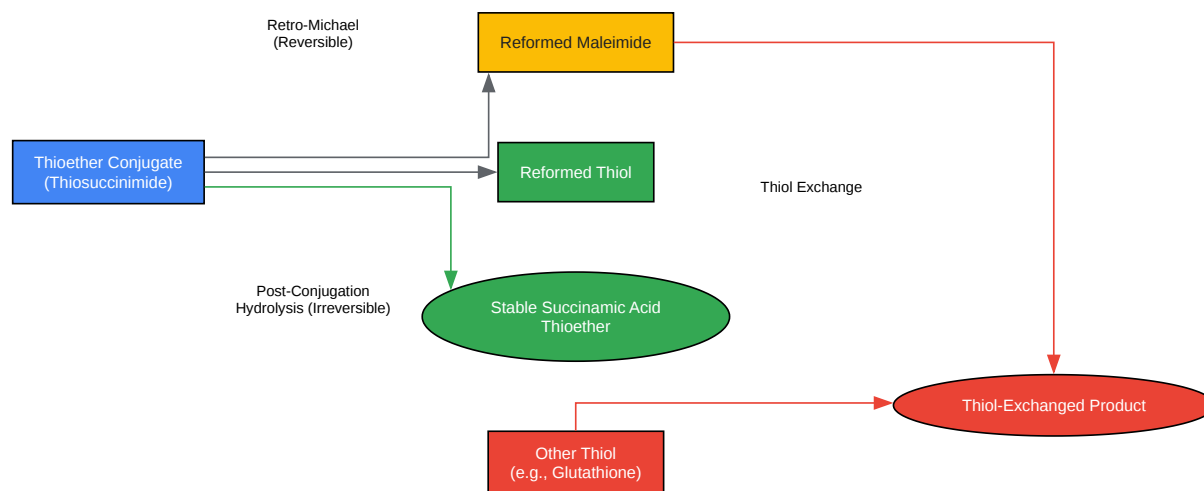 Retro-Michael
(Reversible)
Reformed Maleimide
Thioether Conjugate
(Thiosuccinimide)
Reformed Thiol
Thiol Exchange
Post-Conjugation
Hydrolysis (Irreversible)
Stable Succinamic Acid
Thioether
Thiol-Exchanged Product
Other Thiol
(e.g., Glutathione)